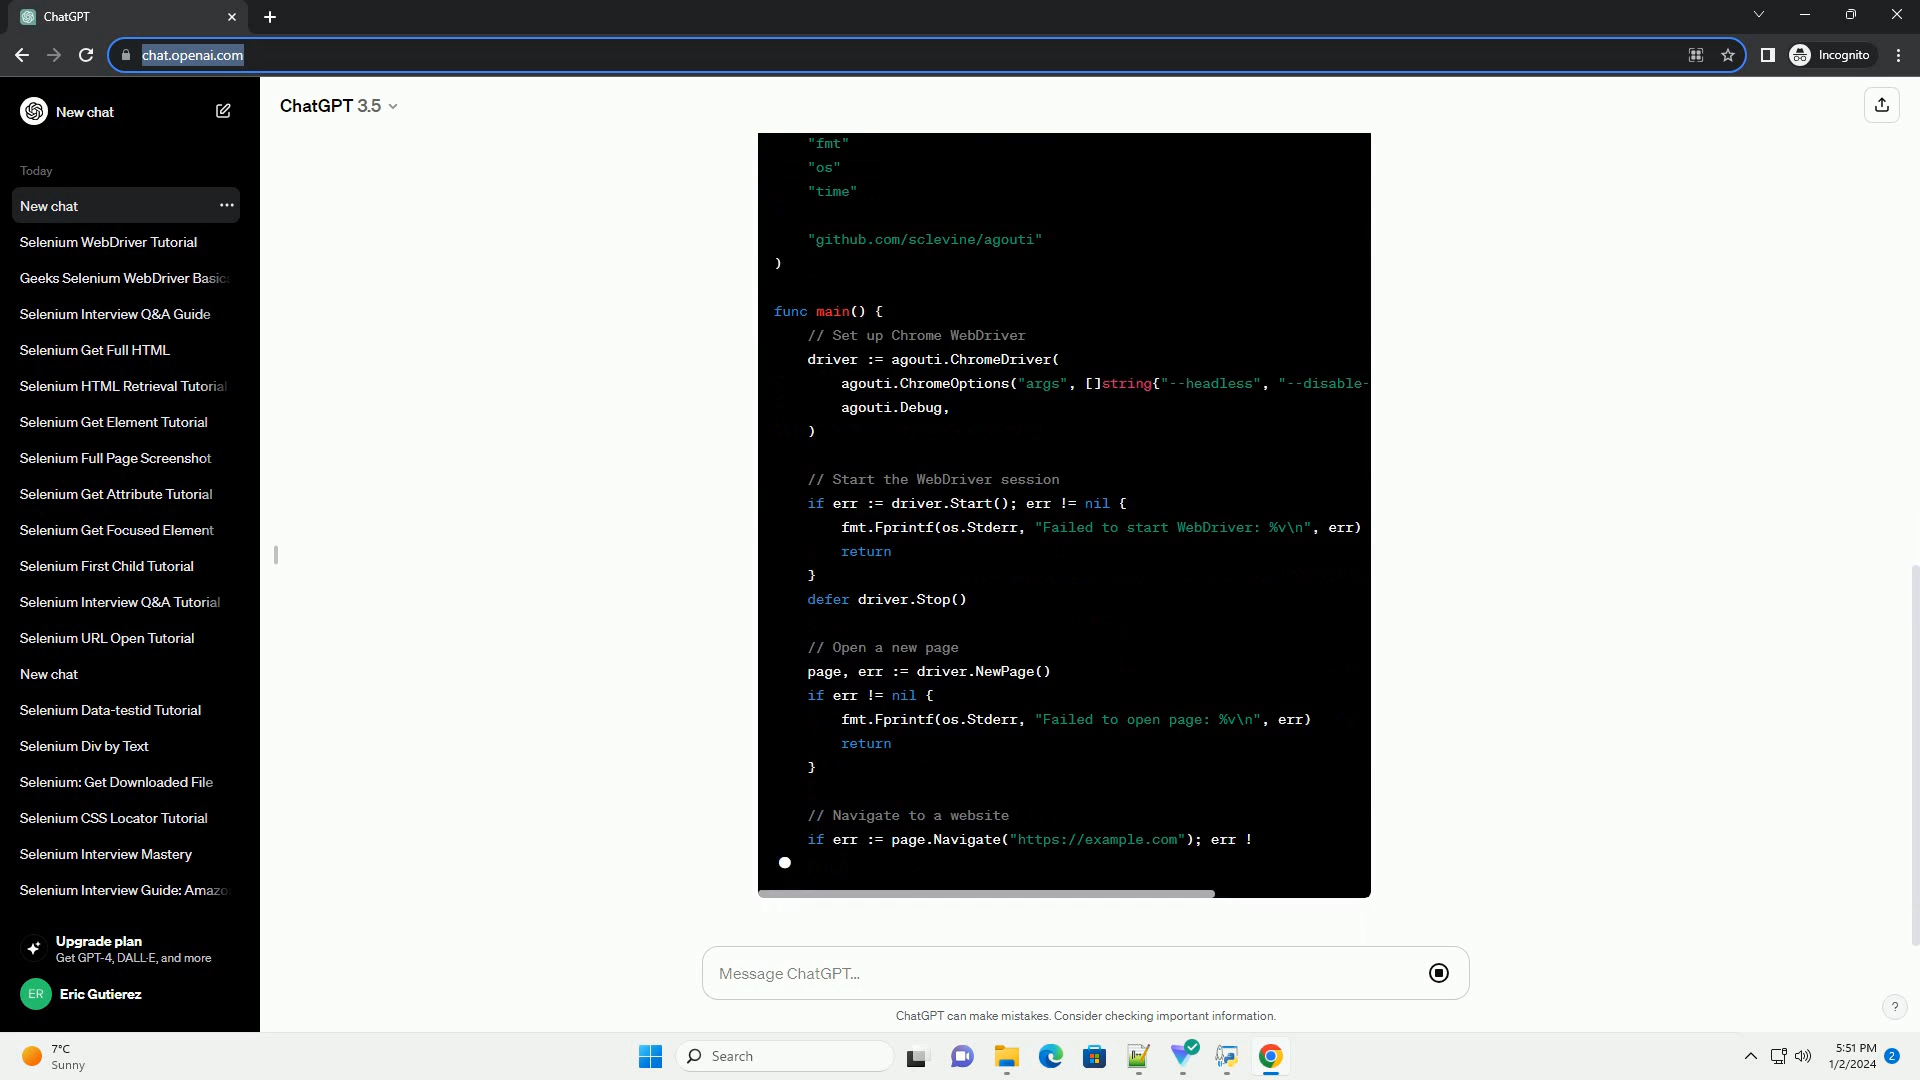 ChatGPT
chat.openai.com
Incognito
New chat
ChatGPT 3.5
Today
New chat
Selenium WebDriver Tutorial
Geeks Selenium WebDriver Basics
Selenium Interview Q&A Guide
Selenium Get Full HTML
Selenium HTML Retrieval Tutorial
Selenium Get Element Tutorial
Selenium Full Page Screenshot
Selenium Get Attribute Tutorial
Selenium Get Focused Element
Selenium First Child Tutorial
Selenium Interview Q&A Tutorial
Selenium URL Open Tutorial
New chat
Selenium Data-testid Tutorial
Selenium Div by Text
Selenium: Get Downloaded File
Selenium CSS Locator Tutorial
Selenium Interview Mastery
Selenium Interview Guide: Amazo
Upgrade plan
Get GPT-4, DALL·E, and more
ER
Eric Gutierez
"fmt"
"os"
"time"
"github.com/sclevine/agouti"
)
func main() {
// Set up Chrome WebDriver
driver := agouti.ChromeDriver(
agouti.ChromeOptions("args", []string{"--headless", "--disable-
agouti.Debug,
)
// Start the WebDriver session
if err := driver.Start(); err != nil {
fmt.Fprintf(os.Stderr, "Failed to start WebDriver: %v\n", err)
return
}
defer driver.Stop()
// Open a new page
page, err := driver.NewPage()
if err != nil {
fmt.Fprintf(os.Stderr, "Failed to open page: %v\n", err)
return
}
// Navigate to a website
if err := page.Navigate("https://example.com"); err !
Message ChatGPT…
ChatGPT can make mistakes. Consider checking important information.
?
7°C
Sunny
Search
5:51 PM
1/2/2024
2